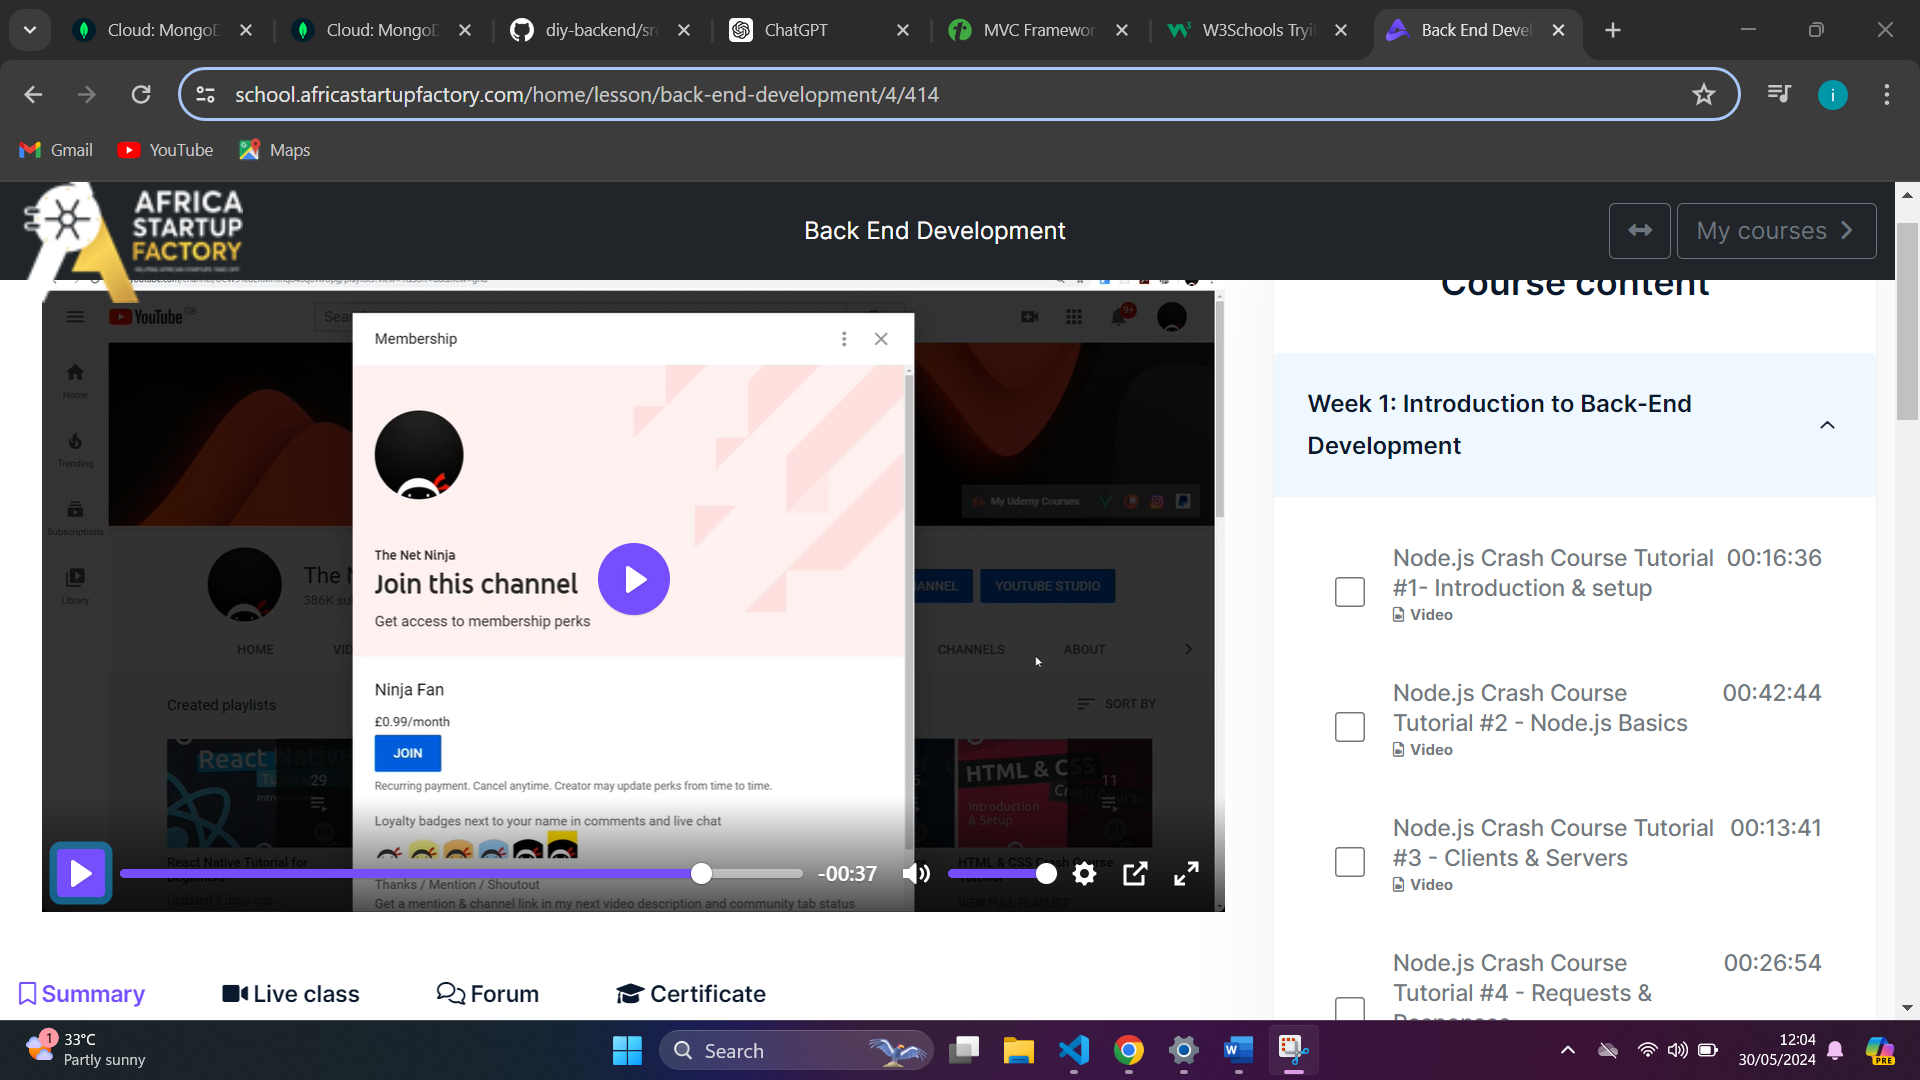 Cloud: MongoD
Cloud: MongoD
diy-backend/src
ChatGPT
MVC Framewor
W3Schools Tryi
Back End Devel
school.africastartupfactory.com/home/lesson/back-end-development/4/414
i
Gmail
YouTube
Maps
AFRICA
STARTUP
FACTORY
Back End Development
My courses
YouTube GB
Sea
9+
Membership
Home
Trending
Subscriptions
Library
My Udemy Courses
The Net Ninja
Join this channel
Get access to membership perks
The N
386K su
ANNEL
YOUTUBE STUDIO
HOME
VID
CHANNELS
ABOUT
Ninja Fan
£0.99/month
JOIN
Recurring payment. Cancel anytime. Creator may update perks from time to time.
Loyalty badges next to your name in comments and live chat
Thanks / Mention / Shoutout
Get a mention & channel link in my next video description and community tab status
Created playlists
SORT BY
React Native
29
React Native Tutorial for
Beginners
Updated 3 days ago
HTML & CSS
Crash Course
Introduction
& Setup
11
HTML & CSS Crash Course
Tutorial
VIEW FULL PLAYLIST
-00:37
Course content
Week 1: Introduction to Back-End
Development
Node.js Crash Course Tutorial 00:16:36
#1- Introduction & setup
Video
Node.js Crash Course 00:42:44
Tutorial #2 - Node.js Basics
Video
Node.js Crash Course Tutorial 00:13:41
#3 - Clients & Servers
Video
Node.js Crash Course 00:26:54
Tutorial #4 - Requests &
Responses
Summary
Live class
Forum
Certificate
1
33°C
Partly sunny
Search
W
12:04
30/05/2024
PRE